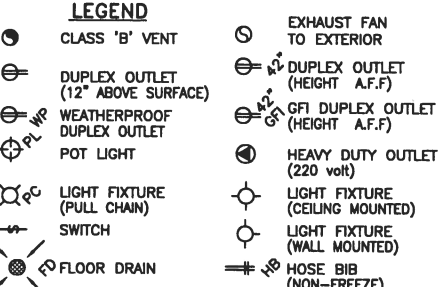 LEGEND
CLASS 'B' VENT
DUPLEX OUTLET
(12" ABOVE SURFACE)
WP
WEATHERPROOF
DUPLEX OUTLET
PL
POT LIGHT
PC
LIGHT FIXTURE
(PULL CHAIN)
SWITCH
FD
FLOOR DRAIN
EXHAUST FAN
TO EXTERIOR
42"
DUPLEX OUTLET
(HEIGHT A.F.F)
42"
GFI
GFI DUPLEX OUTLET
(HEIGHT A.F.F)
HEAVY DUTY OUTLET
(220 volt)
LIGHT FIXTURE
(CEILING MOUNTED)
LIGHT FIXTURE
(WALL MOUNTED)
HB
HOSE BIB
(NON-FREEZE)